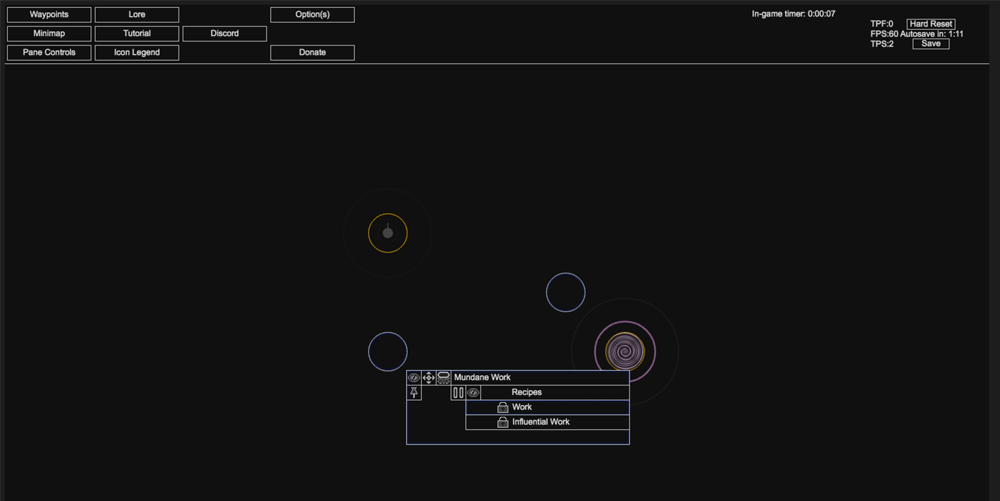 Waypoints Lore Option(s) In-game timer: 0:00:07
TPF:0 Hard Reset
Minimap Tutorial Discord FPS:60 Autosave in: 1:11
TPS:2 Save
Pane Controls Icon Legend Donate
Mundane Work
Recipes
Work
Influential Work